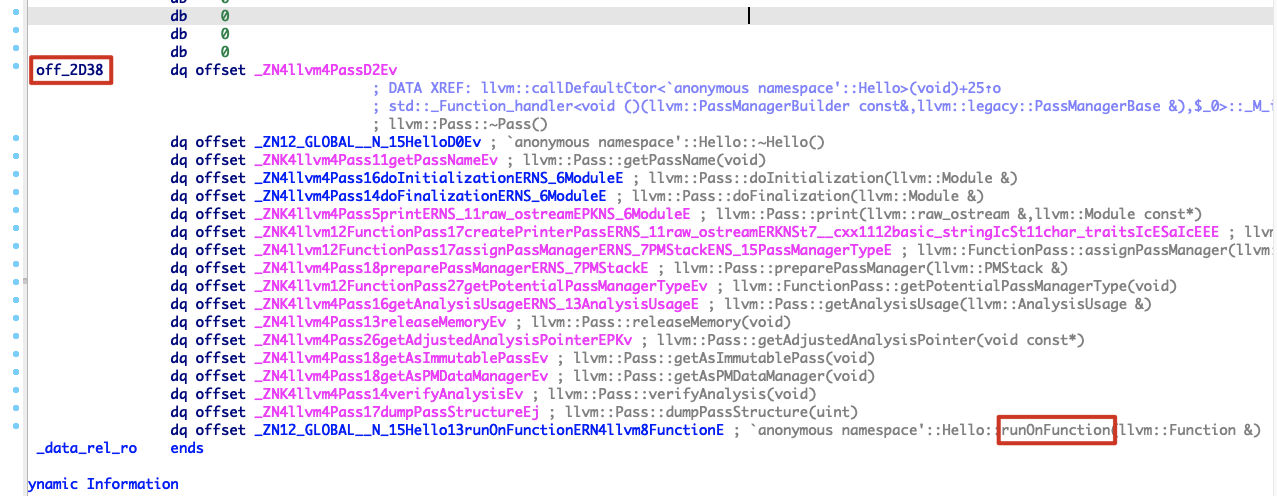 db 0
db 0
db 0
off_2D38 dq offset _ZN4llvm4PassD2Ev
; DATA XREF: llvm::callDefaultCtor<`anonymous namespace'::Hello>(void)+25↑o
; std::_Function_handler<void ()(llvm::PassManagerBuilder const&,llvm::legacy::PassManagerBase &),$_0>::_M_i
; llvm::Pass::~Pass()
dq offset _ZN12_GLOBAL__N_15HelloD0Ev ; `anonymous namespace'::Hello::~Hello()
dq offset _ZNK4llvm4Pass11getPassNameEv ; llvm::Pass::getPassName(void)
dq offset _ZN4llvm4Pass16doInitializationERNS_6ModuleE ; llvm::Pass::doInitialization(llvm::Module &)
dq offset _ZN4llvm4Pass14doFinalizationERNS_6ModuleE ; llvm::Pass::doFinalization(llvm::Module &)
dq offset _ZNK4llvm4Pass5printERNS_11raw_ostreamEPKNS_6ModuleE ; llvm::Pass::print(llvm::raw_ostream &,llvm::Module const*)
dq offset _ZNK4llvm12FunctionPass17createPrinterPassERNS_11raw_ostreamERKNSt7__cxx1112basic_stringIcSt11char_traitsIcESaIcEEE ; llvm
dq offset _ZN4llvm12FunctionPass17assignPassManagerERNS_7PMStackENS_15PassManagerTypeE ; llvm::FunctionPass::assignPassManager(llvm:
dq offset _ZN4llvm4Pass18preparePassManagerERNS_7PMStackE ; llvm::Pass::preparePassManager(llvm::PMStack &)
dq offset _ZNK4llvm12FunctionPass27getPotentialPassManagerTypeEv ; llvm::FunctionPass::getPotentialPassManagerType(void)
dq offset _ZNK4llvm4Pass16getAnalysisUsageERNS_13AnalysisUsageE ; llvm::Pass::getAnalysisUsage(llvm::AnalysisUsage &)
dq offset _ZN4llvm4Pass13releaseMemoryEv ; llvm::Pass::releaseMemory(void)
dq offset _ZN4llvm4Pass26getAdjustedAnalysisPointerEPKv ; llvm::Pass::getAdjustedAnalysisPointer(void const*)
dq offset _ZN4llvm4Pass18getAsImmutablePassEv ; llvm::Pass::getAsImmutablePass(void)
dq offset _ZN4llvm4Pass18getAsPMDataManagerEv ; llvm::Pass::getAsPMDataManager(void)
dq offset _ZNK4llvm4Pass14verifyAnalysisEv ; llvm::Pass::verifyAnalysis(void)
dq offset _ZN4llvm4Pass17dumpPassStructureEj ; llvm::Pass::dumpPassStructure(uint)
dq offset _ZN12_GLOBAL__N_15Hello13runOnFunctionERN4llvm8FunctionE ; `anonymous namespace'::Hello::runOnFunction(llvm::Function &)
_data_rel_ro ends
ynamic Information